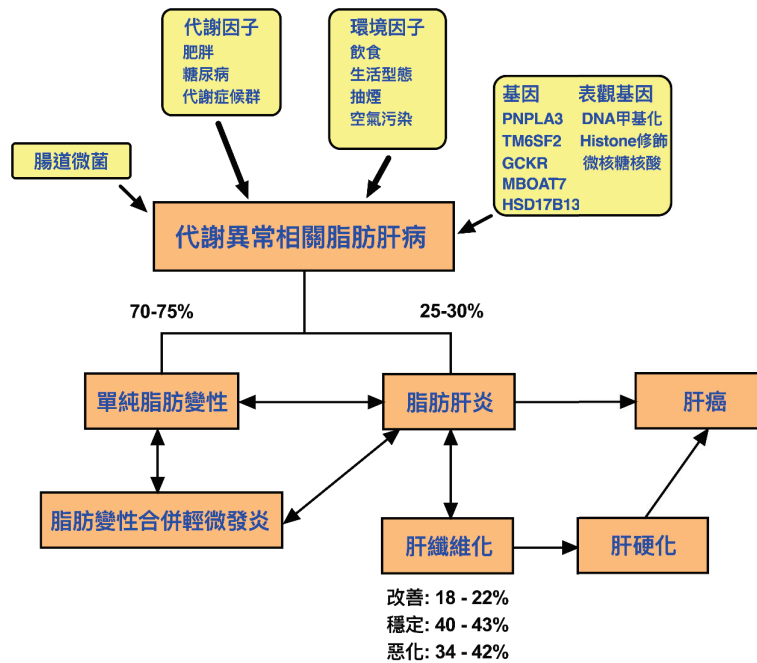 代謝因子
肥胖
糖尿病
代謝症候群
環境因子
飲食
生活型態
抽煙
空氣污染
基因 表觀基因
PNPLA3 DNA甲基化
TM6SF2 Histone修飾
GCKR 微核糖核酸
MBOAT7
HSD17B13
腸道微菌
代謝異常相關脂肪肝病
70-75%
25-30%
單純脂肪變性
脂肪肝炎
肝癌
脂肪變性合併輕微發炎
肝纖維化
肝硬化
改善: 18 - 22%
穩定: 40 - 43%
惡化: 34 - 42%